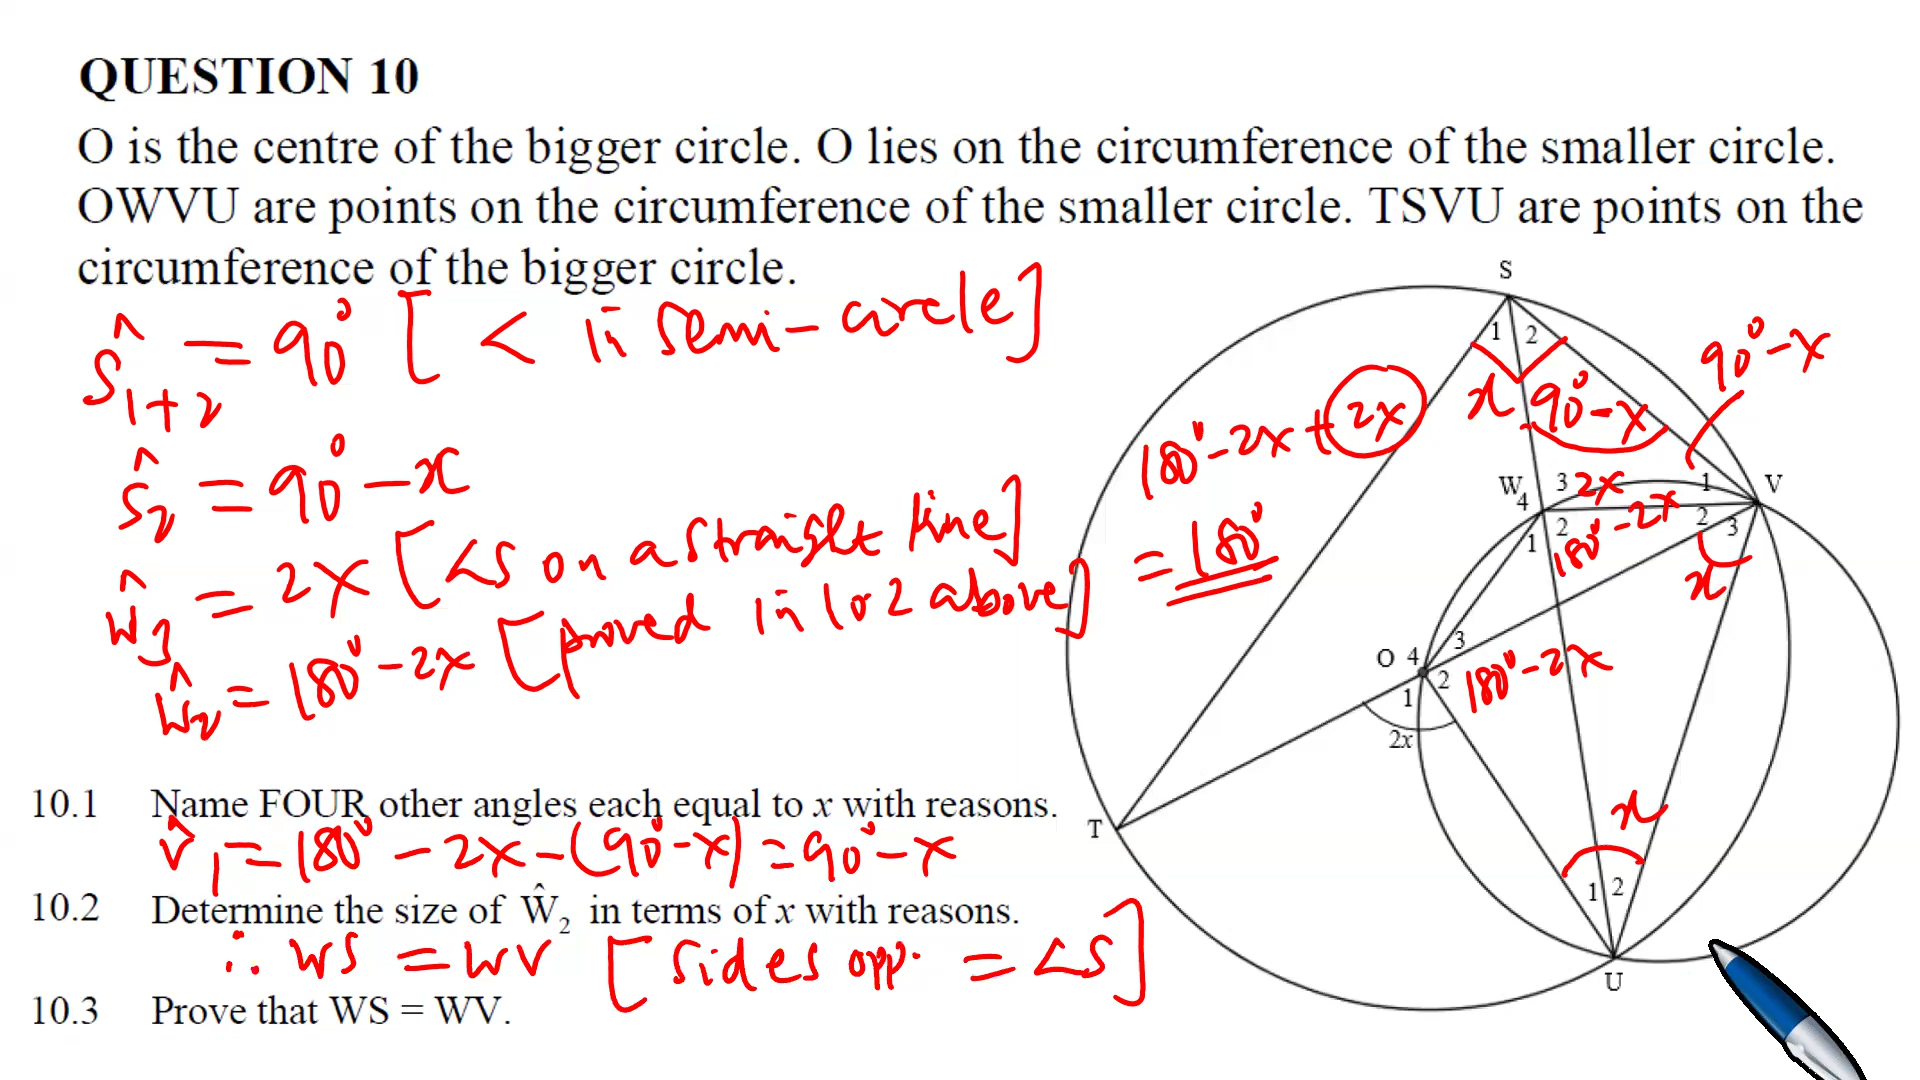 QUESTION 10
O is the centre of the bigger circle. O lies on the circumference of the smaller circle.
OWVU are points on the circumference of the smaller circle. TSVU are points on the
circumference of the bigger circle.
Ŝ₁₊₂ = 90° [< in semi-circle]
Ŝ₂ = 90° - x
Ŵ₃ = 2x [<s on a straight line]
Ŵ₂ = 180° - 2x [proved in 10.2 above]
10.1 Name FOUR other angles each equal to x with reasons.
V̂₁ = 180° - 2x - (90° - x) = 90° - x
10.2 Determine the size of Ŵ₂ in terms of x with reasons.
∴ WS = WV [sides opp. = <s]
10.3 Prove that WS = WV.
180° - 2x + 2x
= 180°
S
1 2
x 90° - x
90° - x
W 4 3 2x 1 V
1 2 180° - 2x 2 3
x
O 4 3
1 2 180° - 2x
2x
T
x
1 2
U